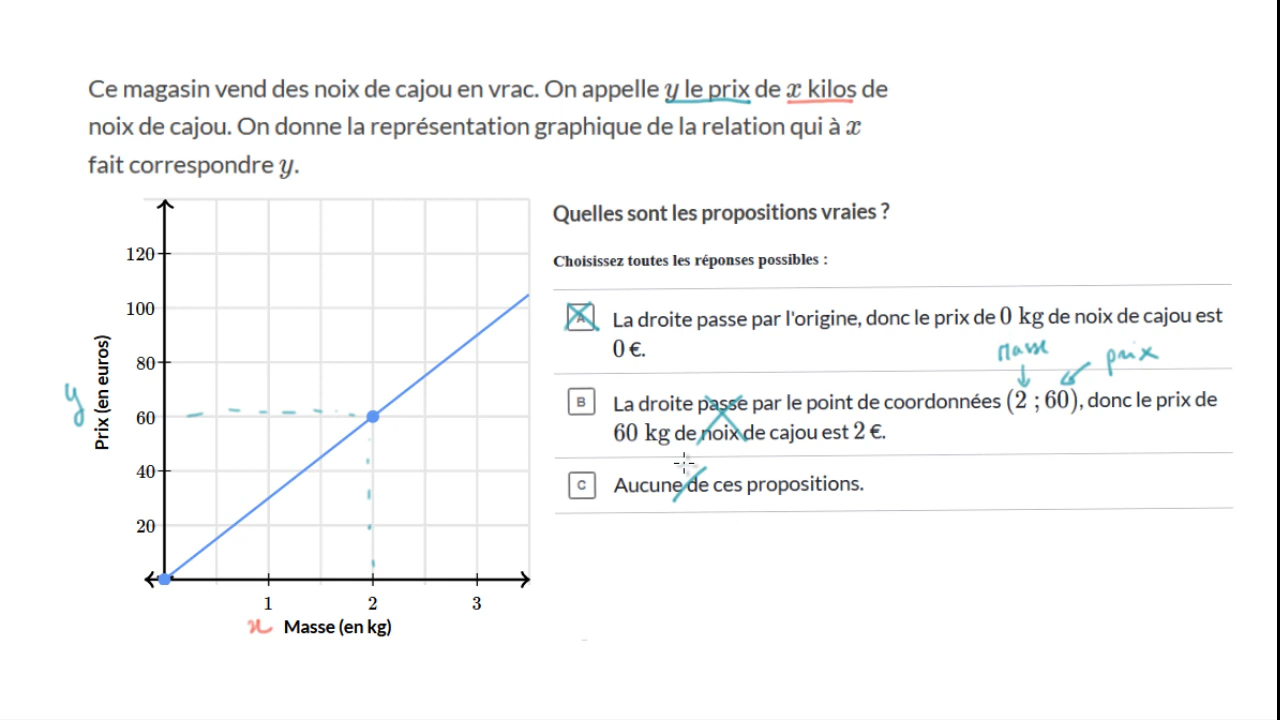 Ce magasin vend des noix de cajou en vrac. On appelle y le prix de x kilos de
noix de cajou. On donne la représentation graphique de la relation qui à x
fait correspondre y.
Quelles sont les propositions vraies ?
Choisissez toutes les réponses possibles :
A La droite passe par l'origine, donc le prix de 0 kg de noix de cajou est
0 €.
Masse prix
B La droite passe par le point de coordonnées (2 ; 60), donc le prix de
60 kg de noix de cajou est 2 €.
C Aucune de ces propositions.
y
Prix (en euros)
120
100
80
60
40
20
1 2 3
x Masse (en kg)